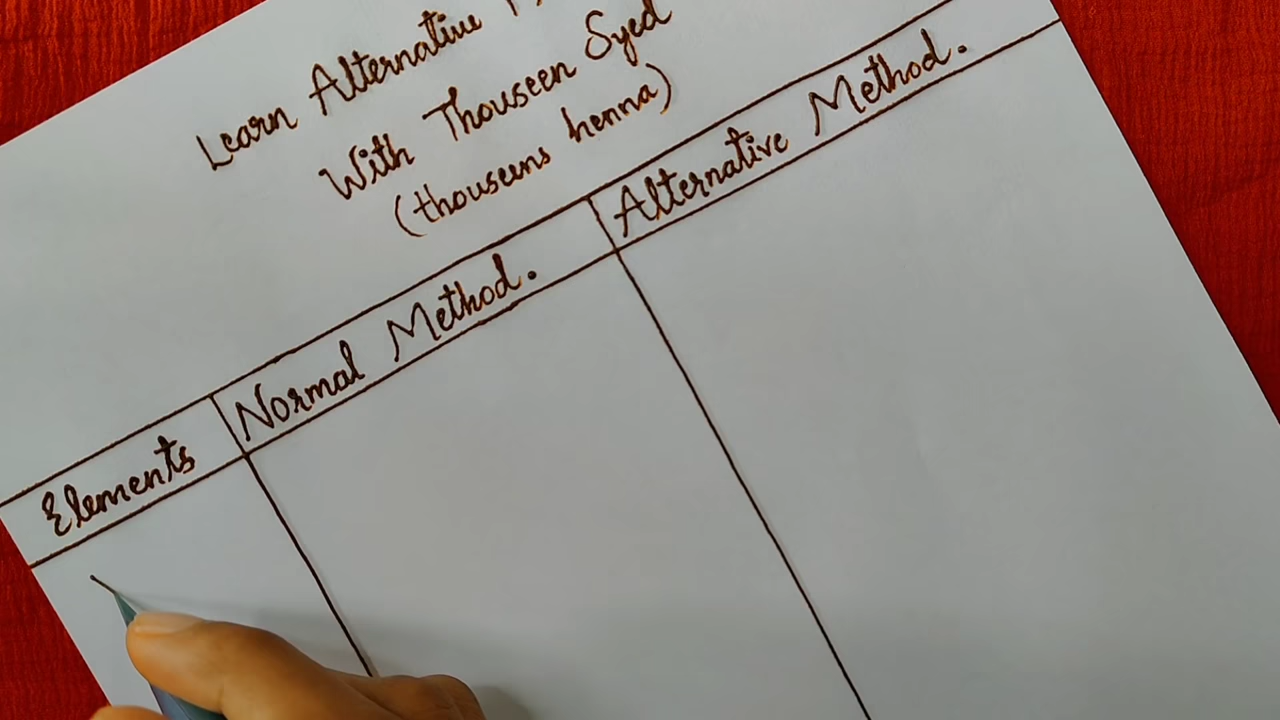 Learn Alternative
With Thouseen Syed
(thouseens henna)
Elements Normal Method. Alternative Method.